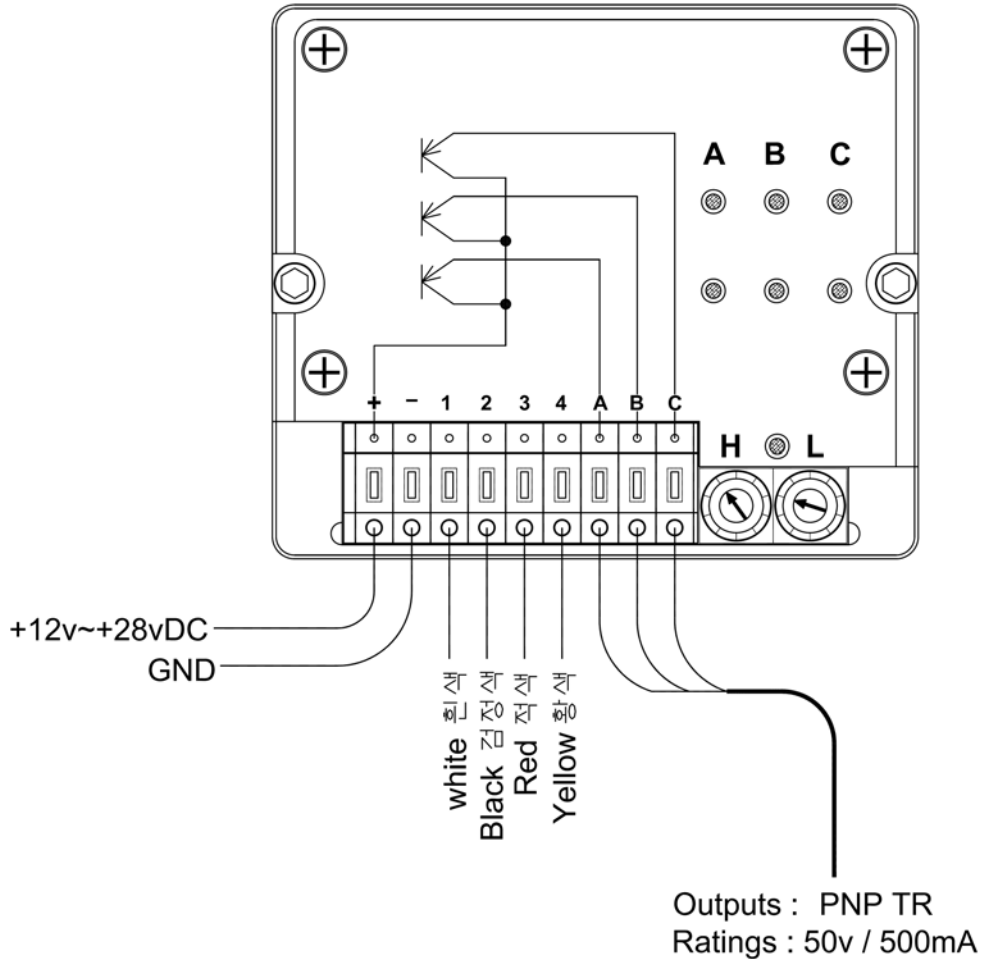 A B C
+ − 1 2 3 4 A B C
H L
+12v~+28vDC
GND
white 흰색
Black 검정색
Red 적색
Yellow 황색
Outputs : PNP TR
Ratings : 50v / 500mA